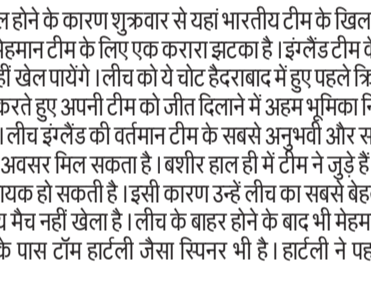 होने के कारण शुक्रवार से यहां भारतीय टीम के खिल
मेहमान टीम के लिए एक करारा झटका है । इंग्लैंड टीम के
हीं खेल पायेंगे । लीच को ये चोट हैदराबाद में हुए पहले क्रि
करते हुए अपनी टीम को जीत दिलाने में अहम भूमिका नि
। लीच इंग्लैंड की वर्तमान टीम के सबसे अनुभवी और स
अवसर मिल सकता है । बशीर हाल ही में टीम ने जुड़े हैं
यक हो सकती है । इसी कारण उन्हें लीच का सबसे बेह
य मैच नहीं खेला है । लीच के बाहर होने के बाद भी मेहम
के पास टॉम हार्टली जैसा स्पिनर भी है । हार्टली ने पह